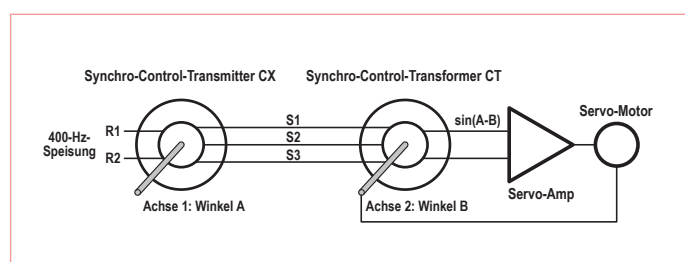 Synchro-Control-Transmitter CX
Synchro-Control-Transformer CT
400-Hz-
Speisung
R1
R2
S1
S2
S3
sin(A-B)
Servo-Motor
Servo-Amp
Achse 1: Winkel A
Achse 2: Winkel B